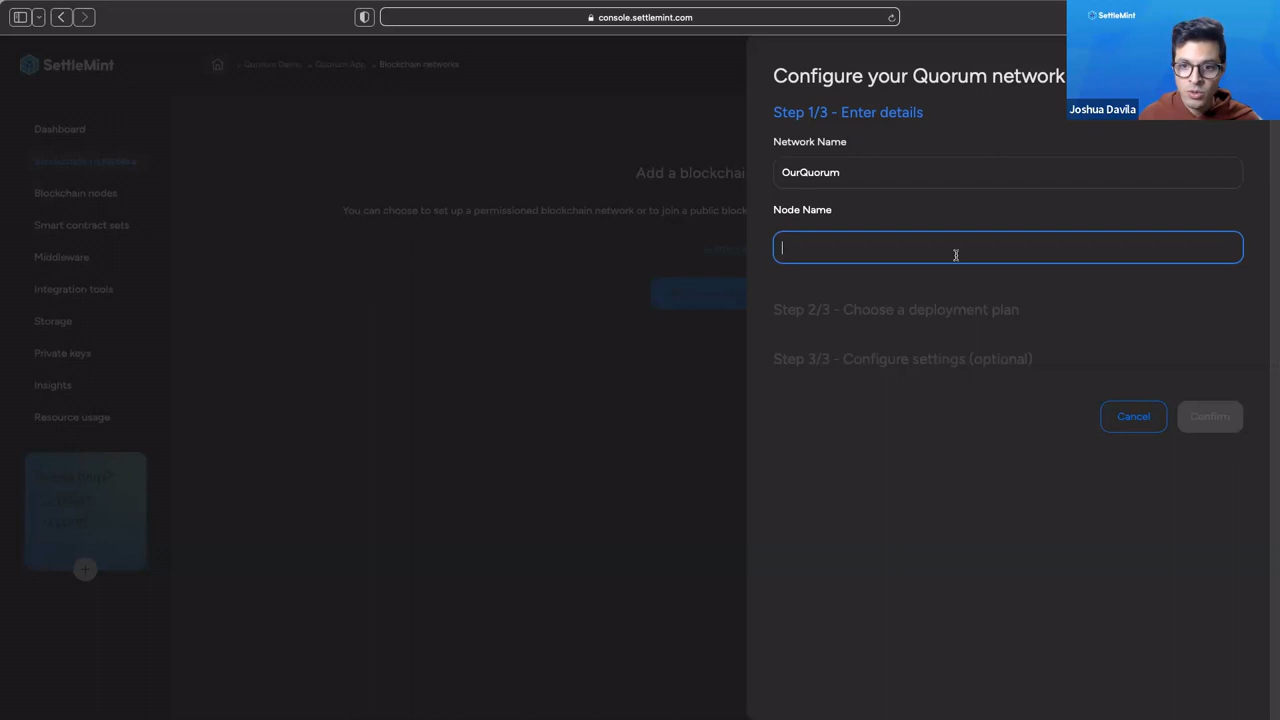 console.settlemint.com
SettleMint
Joshua Davila
SettleMint
Quorum Demo
Quorum App
Blockchain networks
Dashboard
Blockchain networks
Blockchain nodes
Smart contract sets
Middleware
Integration tools
Storage
Private keys
Insights
Resource usage
Add a blockchai
You can choose to set up a permissioned blockchain network or to join a public block
Configure your Quorum network
Step 1/3 - Enter details
Network Name
OurQuorum
Node Name
Step 2/3 - Choose a deployment plan
Step 3/3 - Configure settings (optional)
Cancel
Confirm